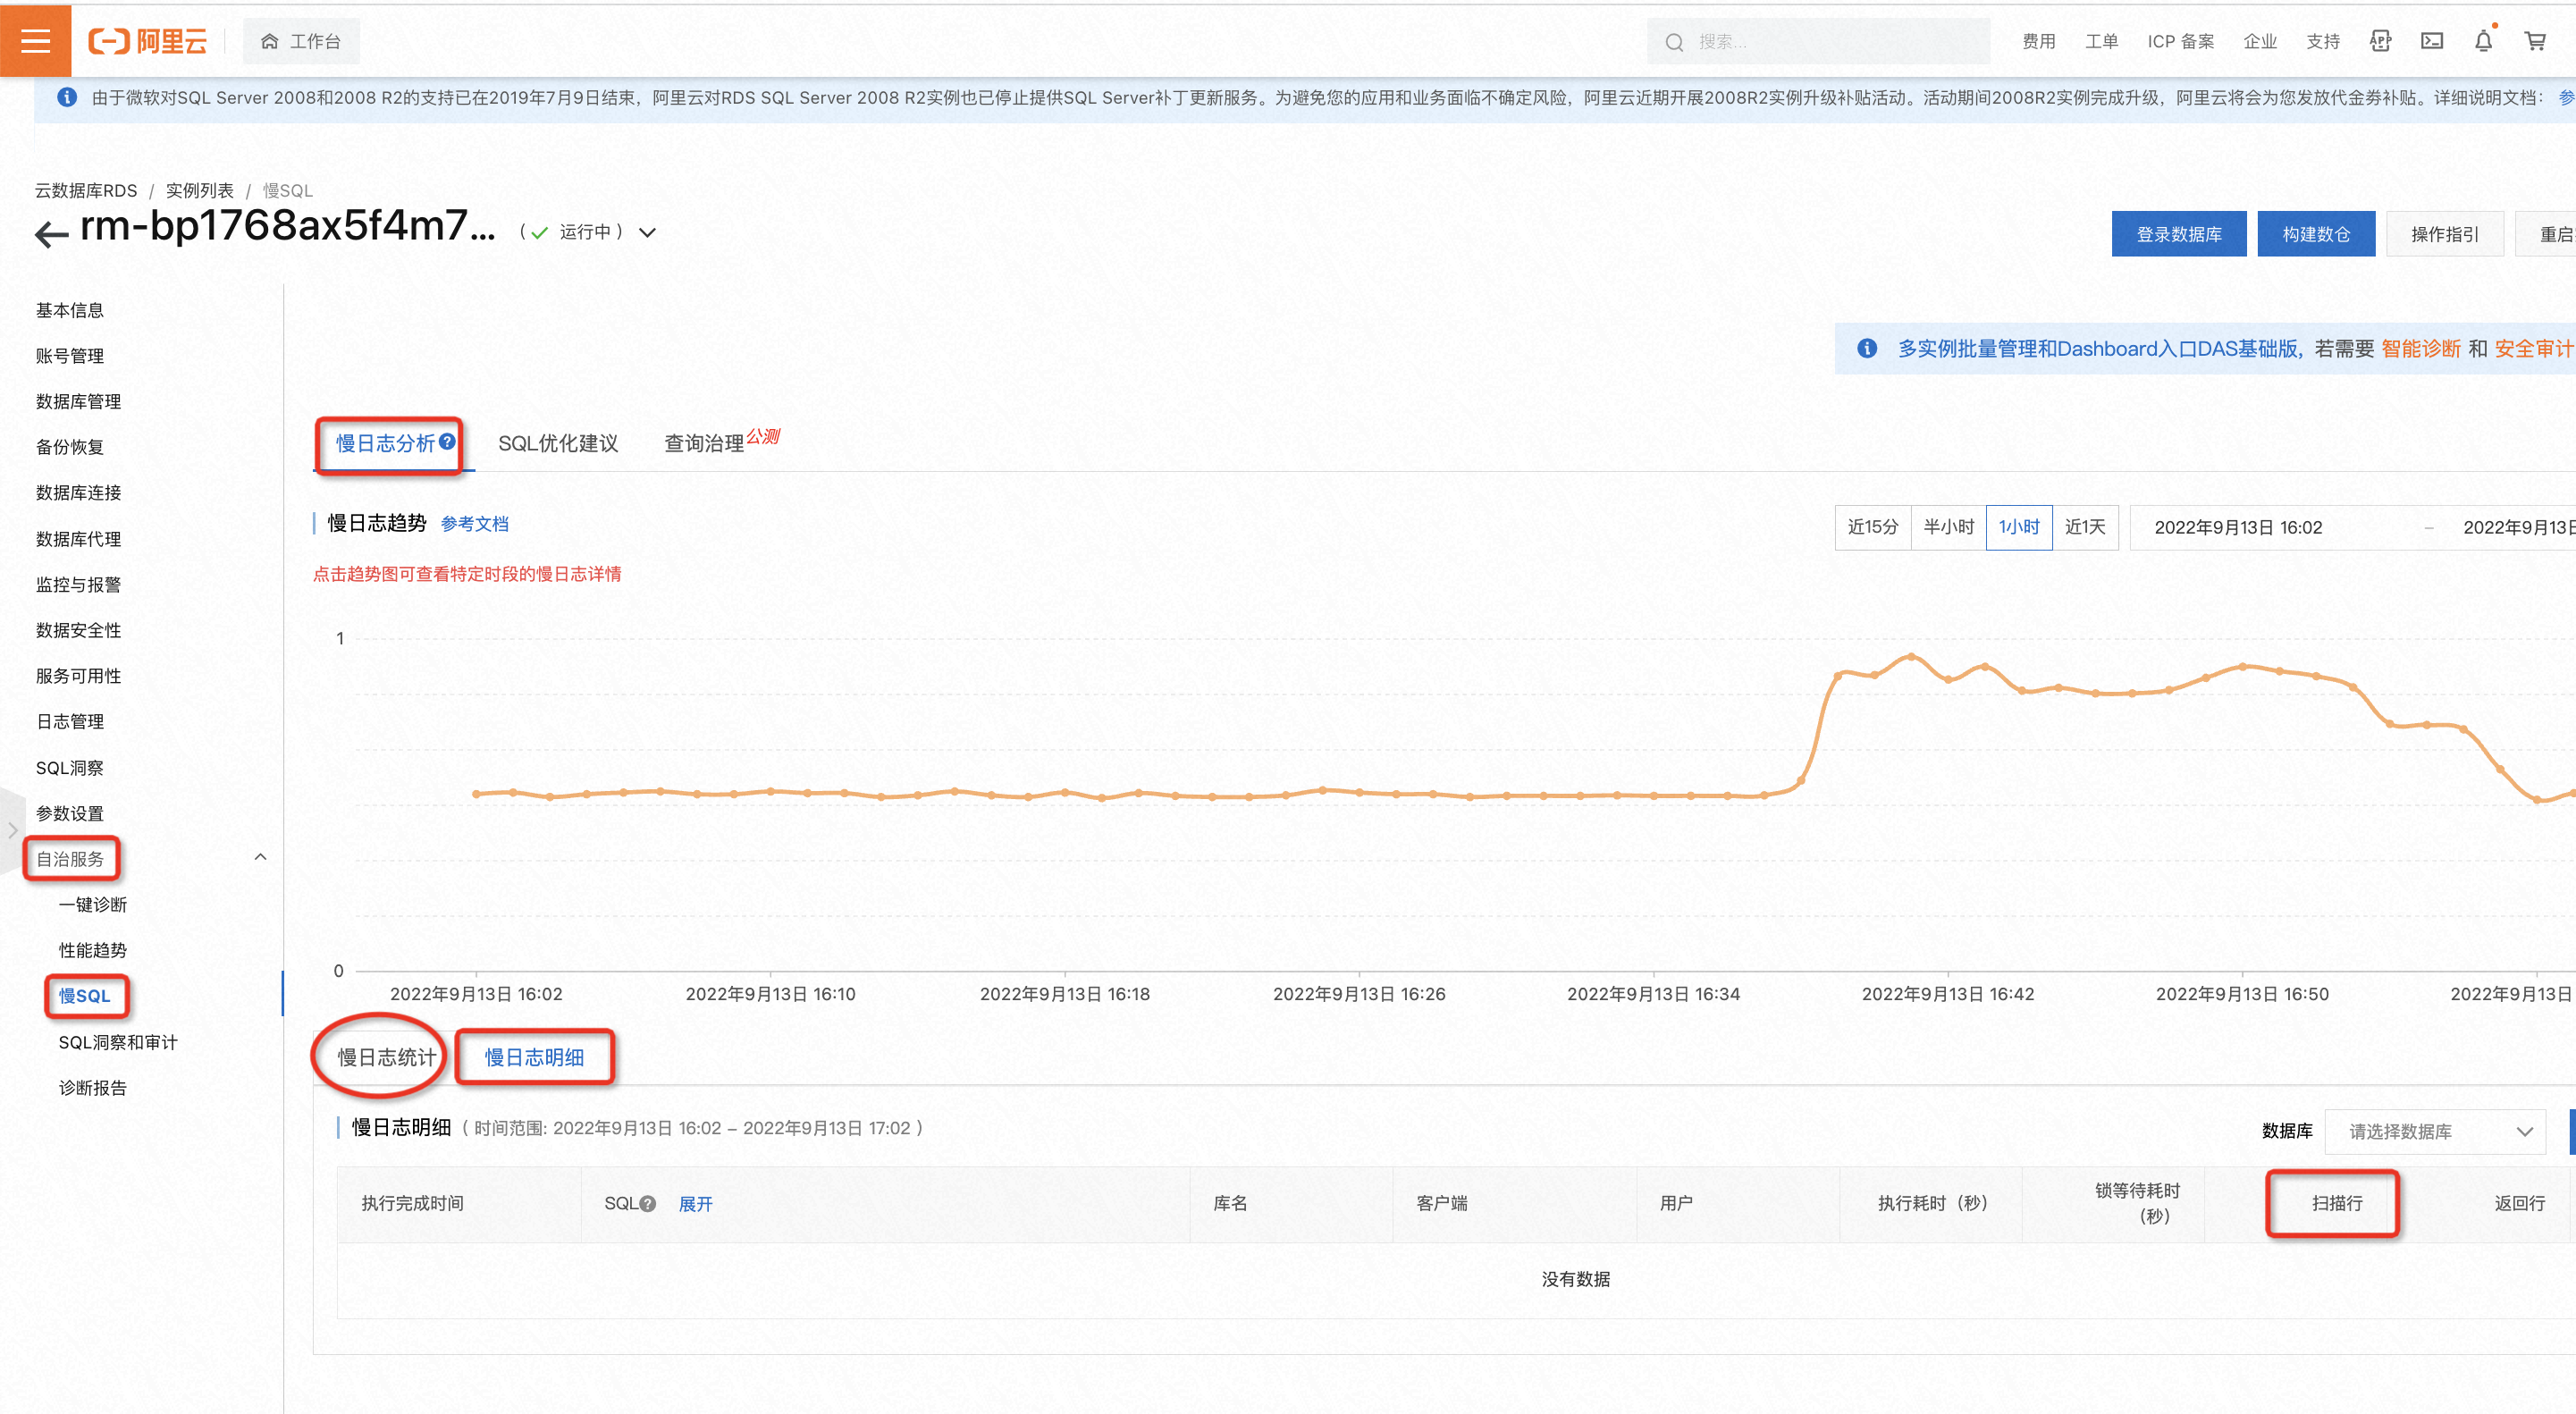 阿里云
工作台
搜索...
费用
工单
ICP 备案
企业
支持
APP
由于微软对SQL Server 2008和2008 R2的支持已在2019年7月9日结束，阿里云对RDS SQL Server 2008 R2实例也已停止提供SQL Server补丁更新服务。为避免您的应用和业务面临不确定风险，阿里云近期开展2008R2实例升级补贴活动。活动期间2008R2实例完成升级，阿里云将会为您发放代金券补贴。详细说明文档： 参
云数据库RDS / 实例列表 / 慢SQL
rm-bp1768ax5f4m7... （ 运行中 ）
登录数据库
构建数仓
操作指引
重启
基本信息
账号管理
数据库管理
备份恢复
数据库连接
数据库代理
监控与报警
数据安全性
服务可用性
日志管理
SQL洞察
参数设置
自治服务
一键诊断
性能趋势
慢SQL
SQL洞察和审计
诊断报告
多实例批量管理和Dashboard入口DAS基础版, 若需要 智能诊断 和 安全审计
慢日志分析 ?
SQL优化建议
查询治理 公测
慢日志趋势 参考文档
近15分
半小时
1小时
近1天
2022年9月13日 16:02 – 2022年9月13日
点击趋势图可查看特定时段的慢日志详情
1
0
2022年9月13日 16:02
2022年9月13日 16:10
2022年9月13日 16:18
2022年9月13日 16:26
2022年9月13日 16:34
2022年9月13日 16:42
2022年9月13日 16:50
2022年9月13日
慢日志统计
慢日志明细
慢日志明细 （ 时间范围: 2022年9月13日 16:02 – 2022年9月13日 17:02 ）
数据库
请选择数据库
执行完成时间
SQL ? 展开
库名
客户端
用户
执行耗时（秒）
锁等待耗时
（秒）
扫描行
返回行
没有数据